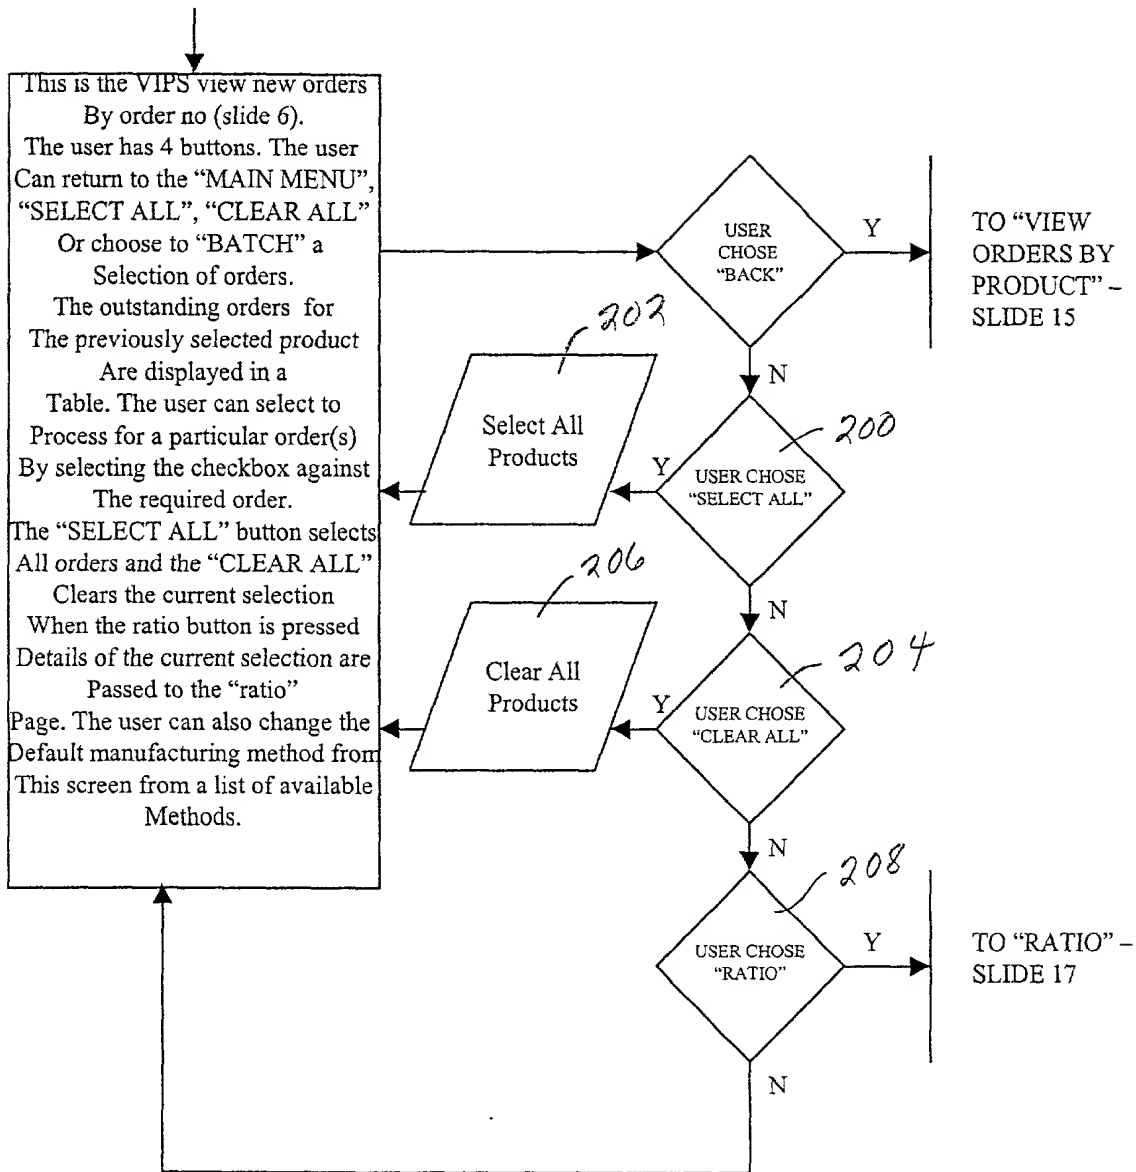 This is the VIPS view new orders
By order no (slide 6).
The user has 4 buttons. The user
Can return to the “MAIN MENU”,
“SELECT ALL”, “CLEAR ALL”
Or choose to “BATCH” a
Selection of orders.
The outstanding orders for
The previously selected product
Are displayed in a
Table. The user can select to
Process for a particular order(s)
By selecting the checkbox against
The required order.
The “SELECT ALL” button selects
All orders and the “CLEAR ALL”
Clears the current selection
When the ratio button is pressed
Details of the current selection are
Passed to the “ratio”
Page. The user can also change the
Default manufacturing method from
This screen from a list of available
Methods.
USER
CHOSE
“BACK”
Y
TO “VIEW
ORDERS BY
PRODUCT” –
SLIDE 15
N
202
Select All
Products
Y
USER CHOSE
“SELECT ALL”
200
N
206
Clear All
Products
Y
USER CHOSE
“CLEAR ALL”
204
N
208
USER CHOSE
“RATIO”
Y
TO “RATIO” –
SLIDE 17
N